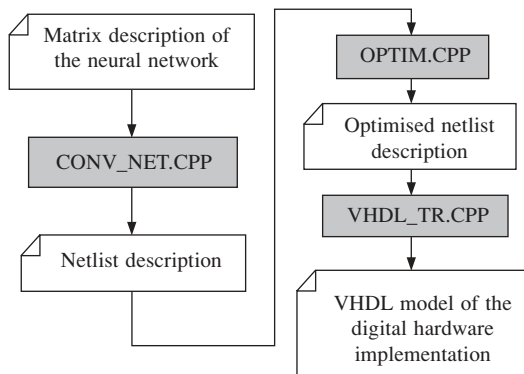 Matrix description of
the neural network
CONV_NET.CPP
Netlist description
OPTIM.CPP
Optimised netlist
description
VHDL_TR.CPP
VHDL model of the
digital hardware
implementation